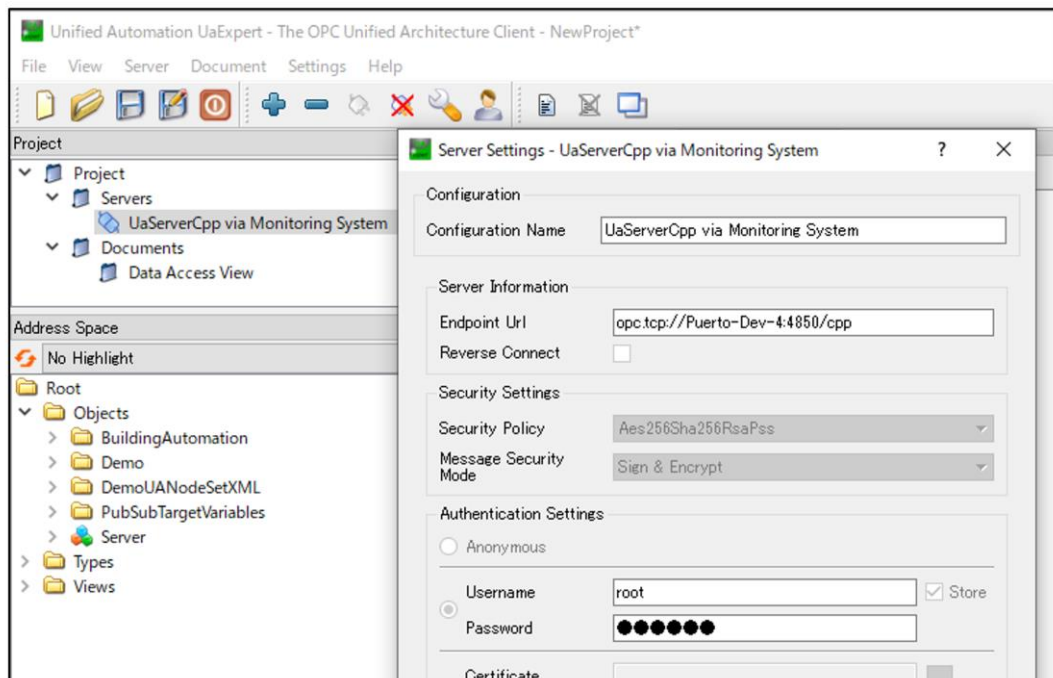 Unified Automation UaExpert - The OPC Unified Architecture Client - NewProject*
File View Server Document Settings Help
Project
Project
Servers
UaServerCpp via Monitoring System
Documents
Data Access View
Address Space
No Highlight
Root
Objects
BuildingAutomation
Demo
DemoUANodeSetXML
PubSubTargetVariables
Server
Types
Views
Server Settings - UaServerCpp via Monitoring System ?
Configuration
Configuration Name UaServerCpp via Monitoring System
Server Information
Endpoint Url opc.tcp://Puerto-Dev-4:4850/cpp
Reverse Connect
Security Settings
Security Policy Aes256Sha256RsaPss
Message Security
Mode Sign & Encrypt
Authentication Settings
Anonymous
Username root Store
Password ●●●●●●
Certificate